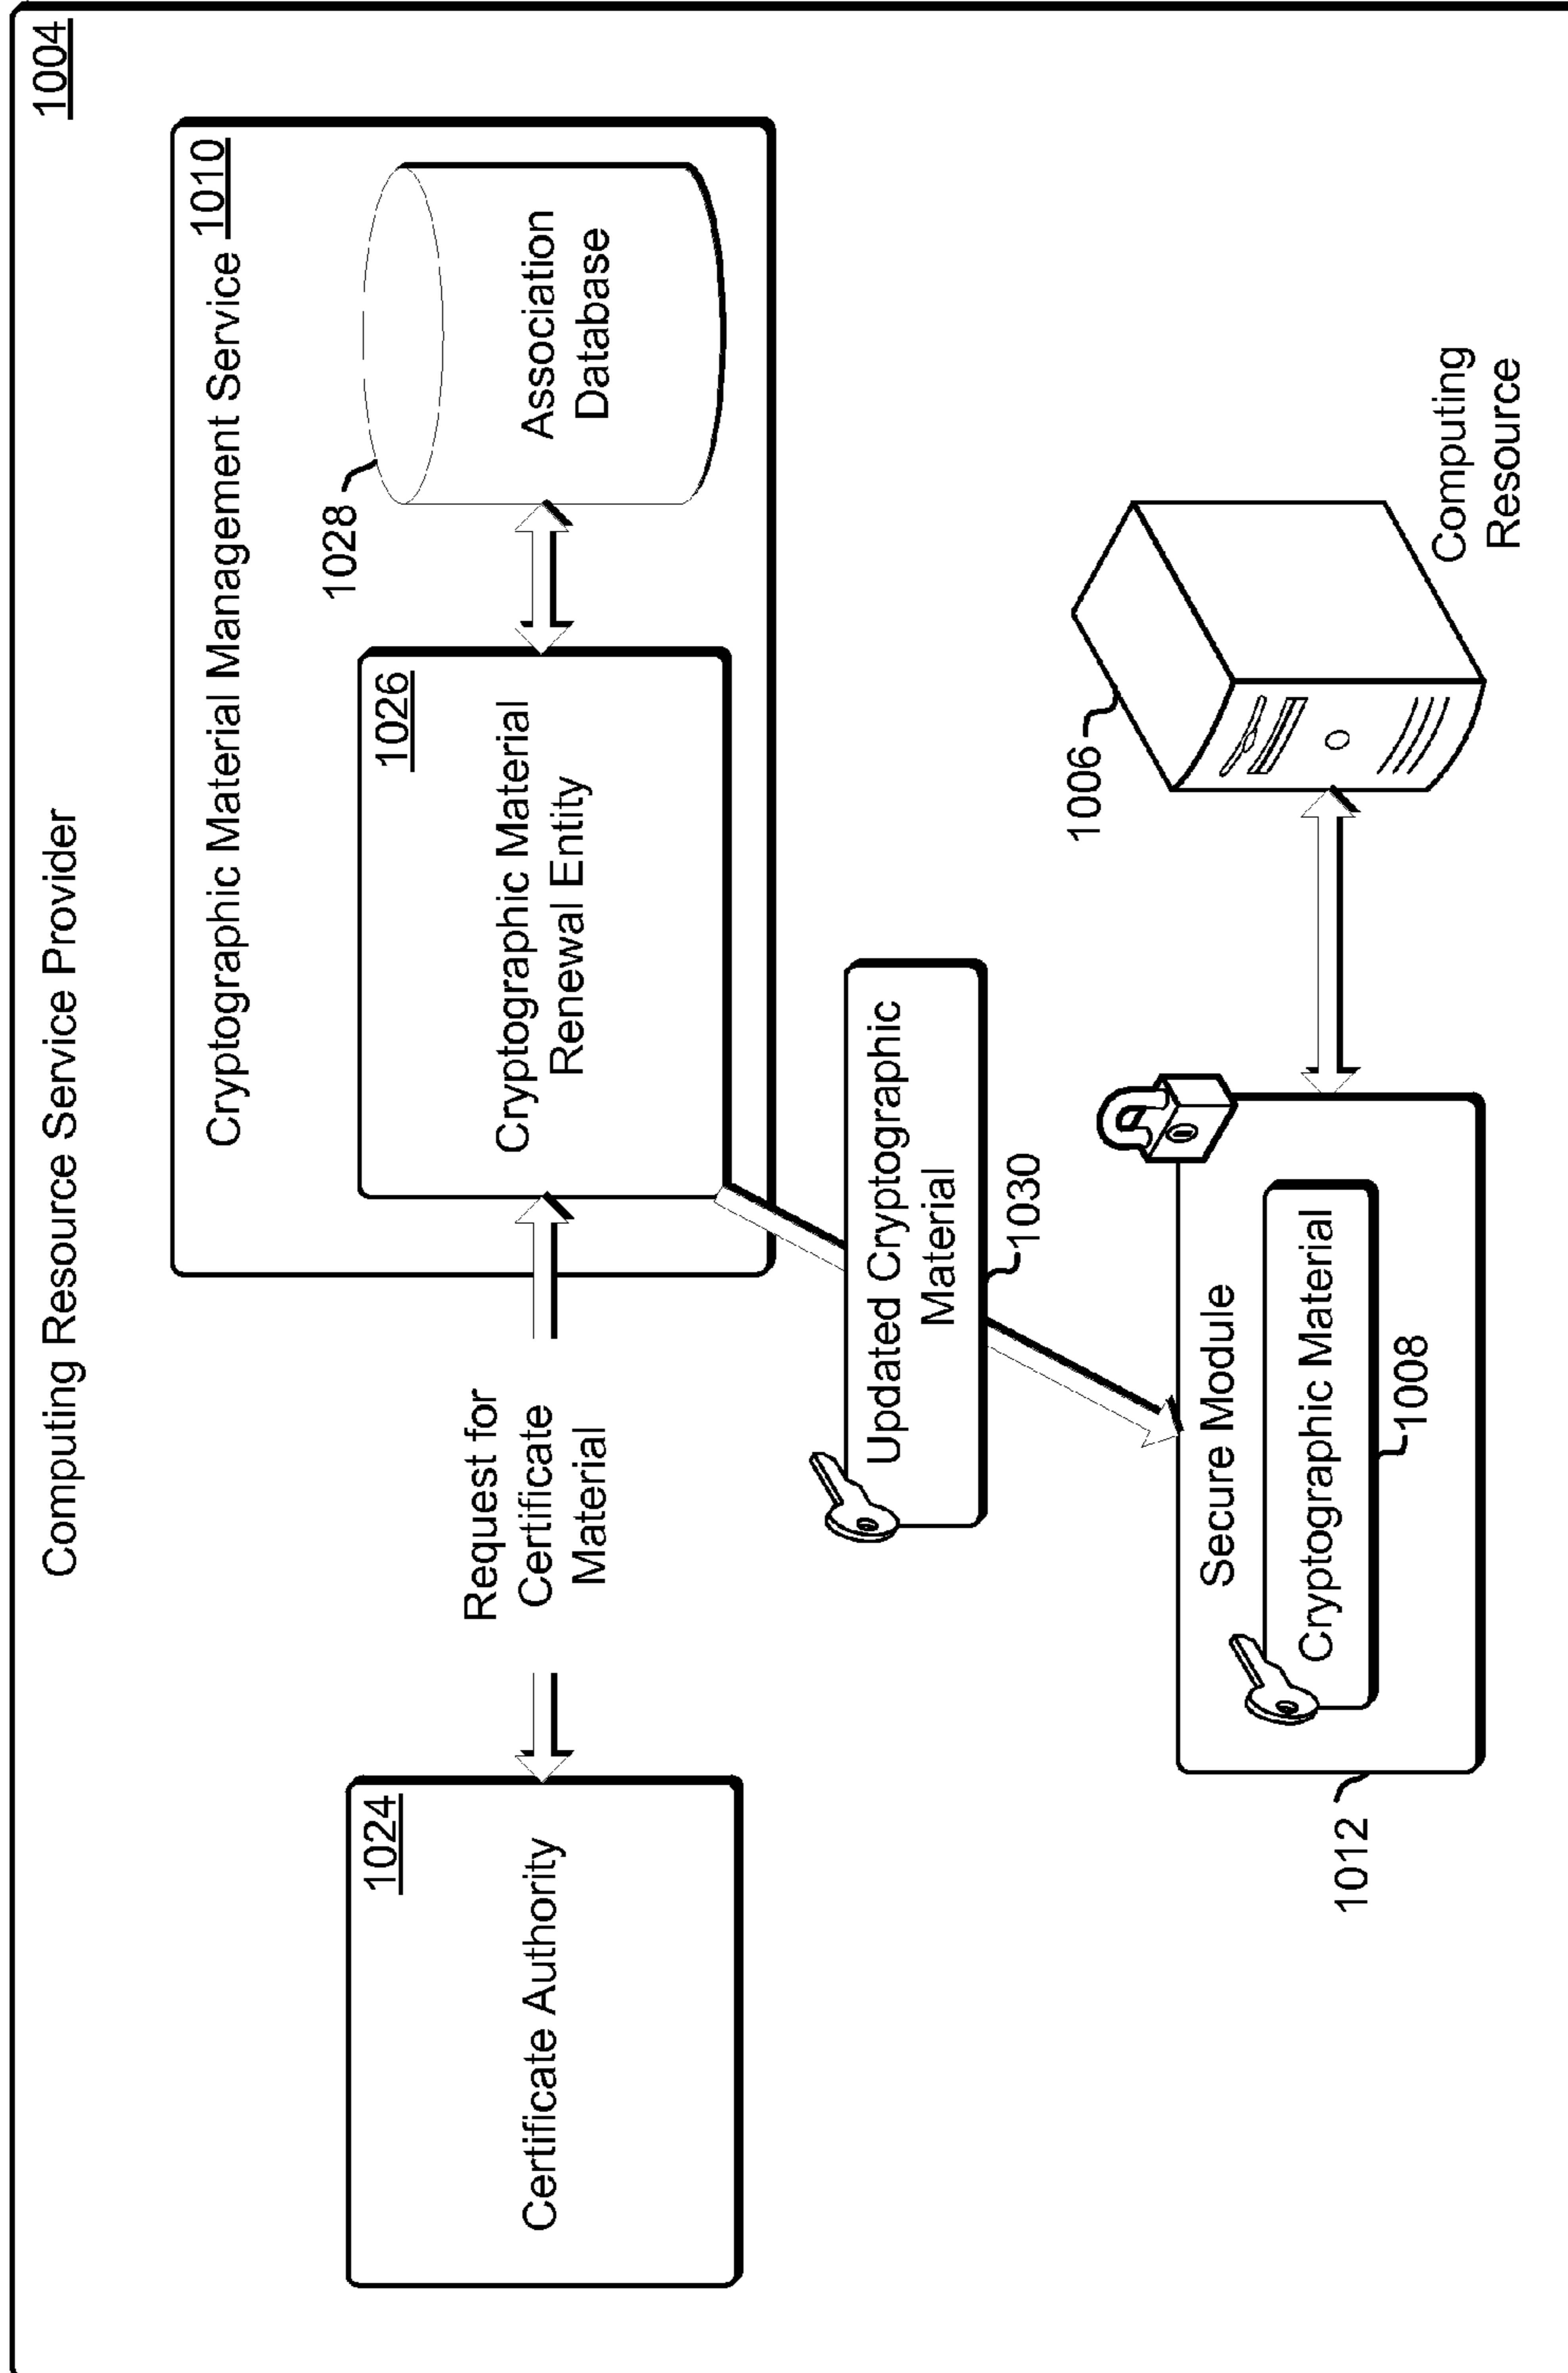 Computing Resource Service Provider
1004
Cryptographic Material Management Service 1010
1024
Certificate Authority
Request for
Certificate
Material
1026
Cryptographic Material
Renewal Entity
1028
Association
Database
Updated Cryptographic
Material
1030
Secure Module
Cryptographic Material
1008
1012
1006
Computing
Resource